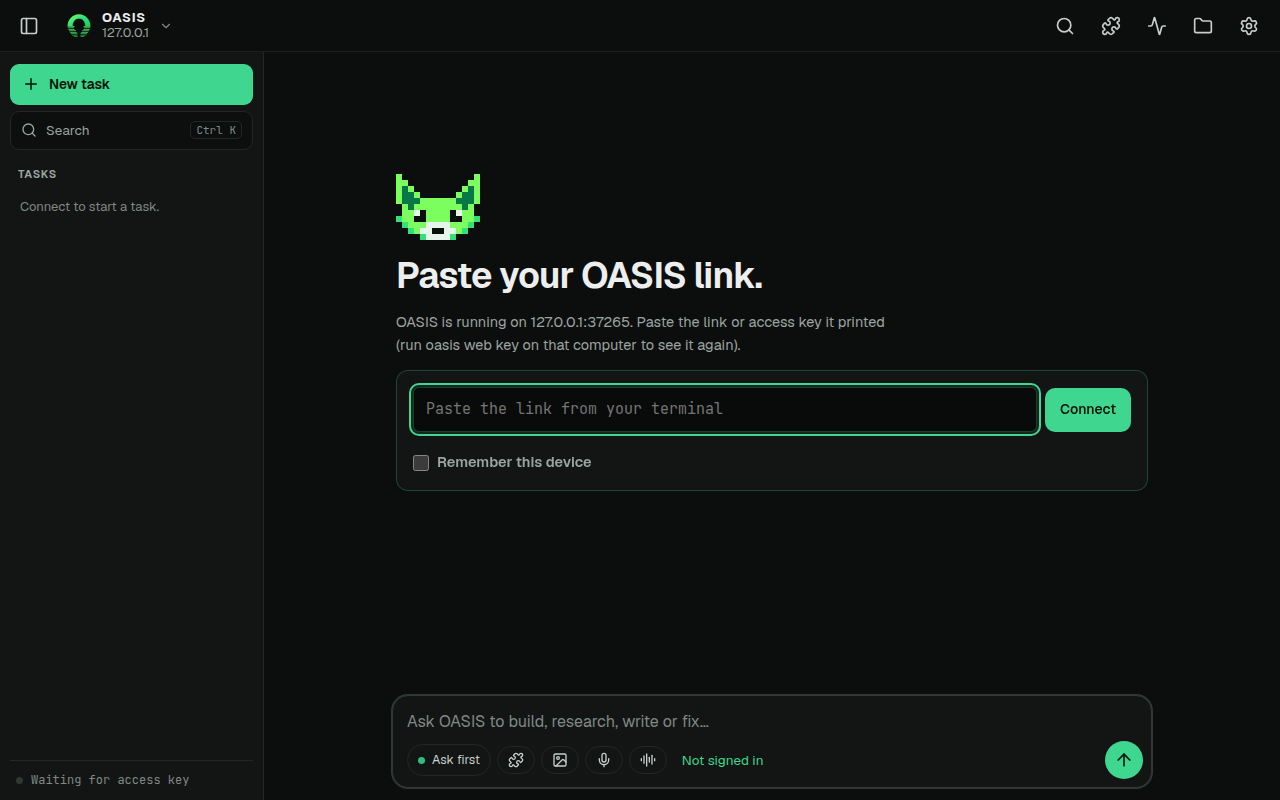 OASIS
127.0.0.1
New task
Search
Ctrl K
TASKS
Connect to start a task.
Paste your OASIS link.
OASIS is running on 127.0.0.1:37265. Paste the link or access key it printed
(run oasis web key on that computer to see it again).
Paste the link from your terminal
Connect
Remember this device
Ask OASIS to build, research, write or fix…
Ask first
Not signed in
Waiting for access key